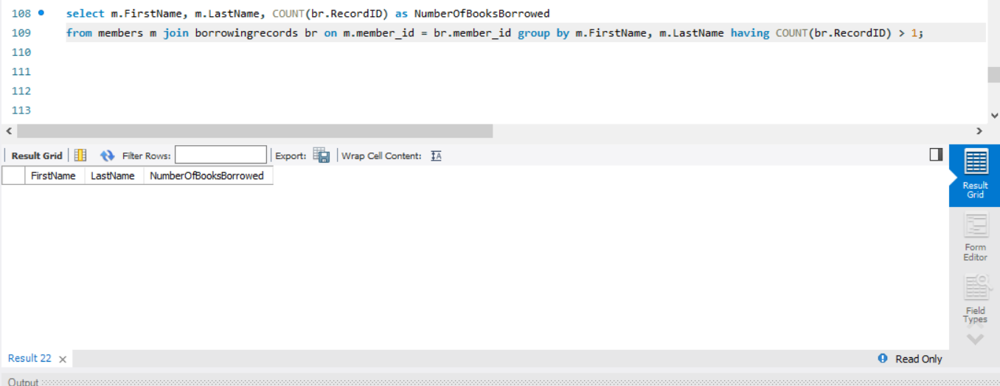 108 select m.FirstName, m.LastName, COUNT(br.RecordID) as NumberOfBooksBorrowed
109 from members m join borrowingrecords br on m.member_id = br.member_id group by m.FirstName, m.LastName having COUNT(br.RecordID) > 1;
110
111
112
113
Result Grid Filter Rows: Export: Wrap Cell Content: IA
FirstName LastName NumberOfBooksBorrowed
Result
Grid
Form
Editor
Field
Types
Result 22 × Read Only
Output